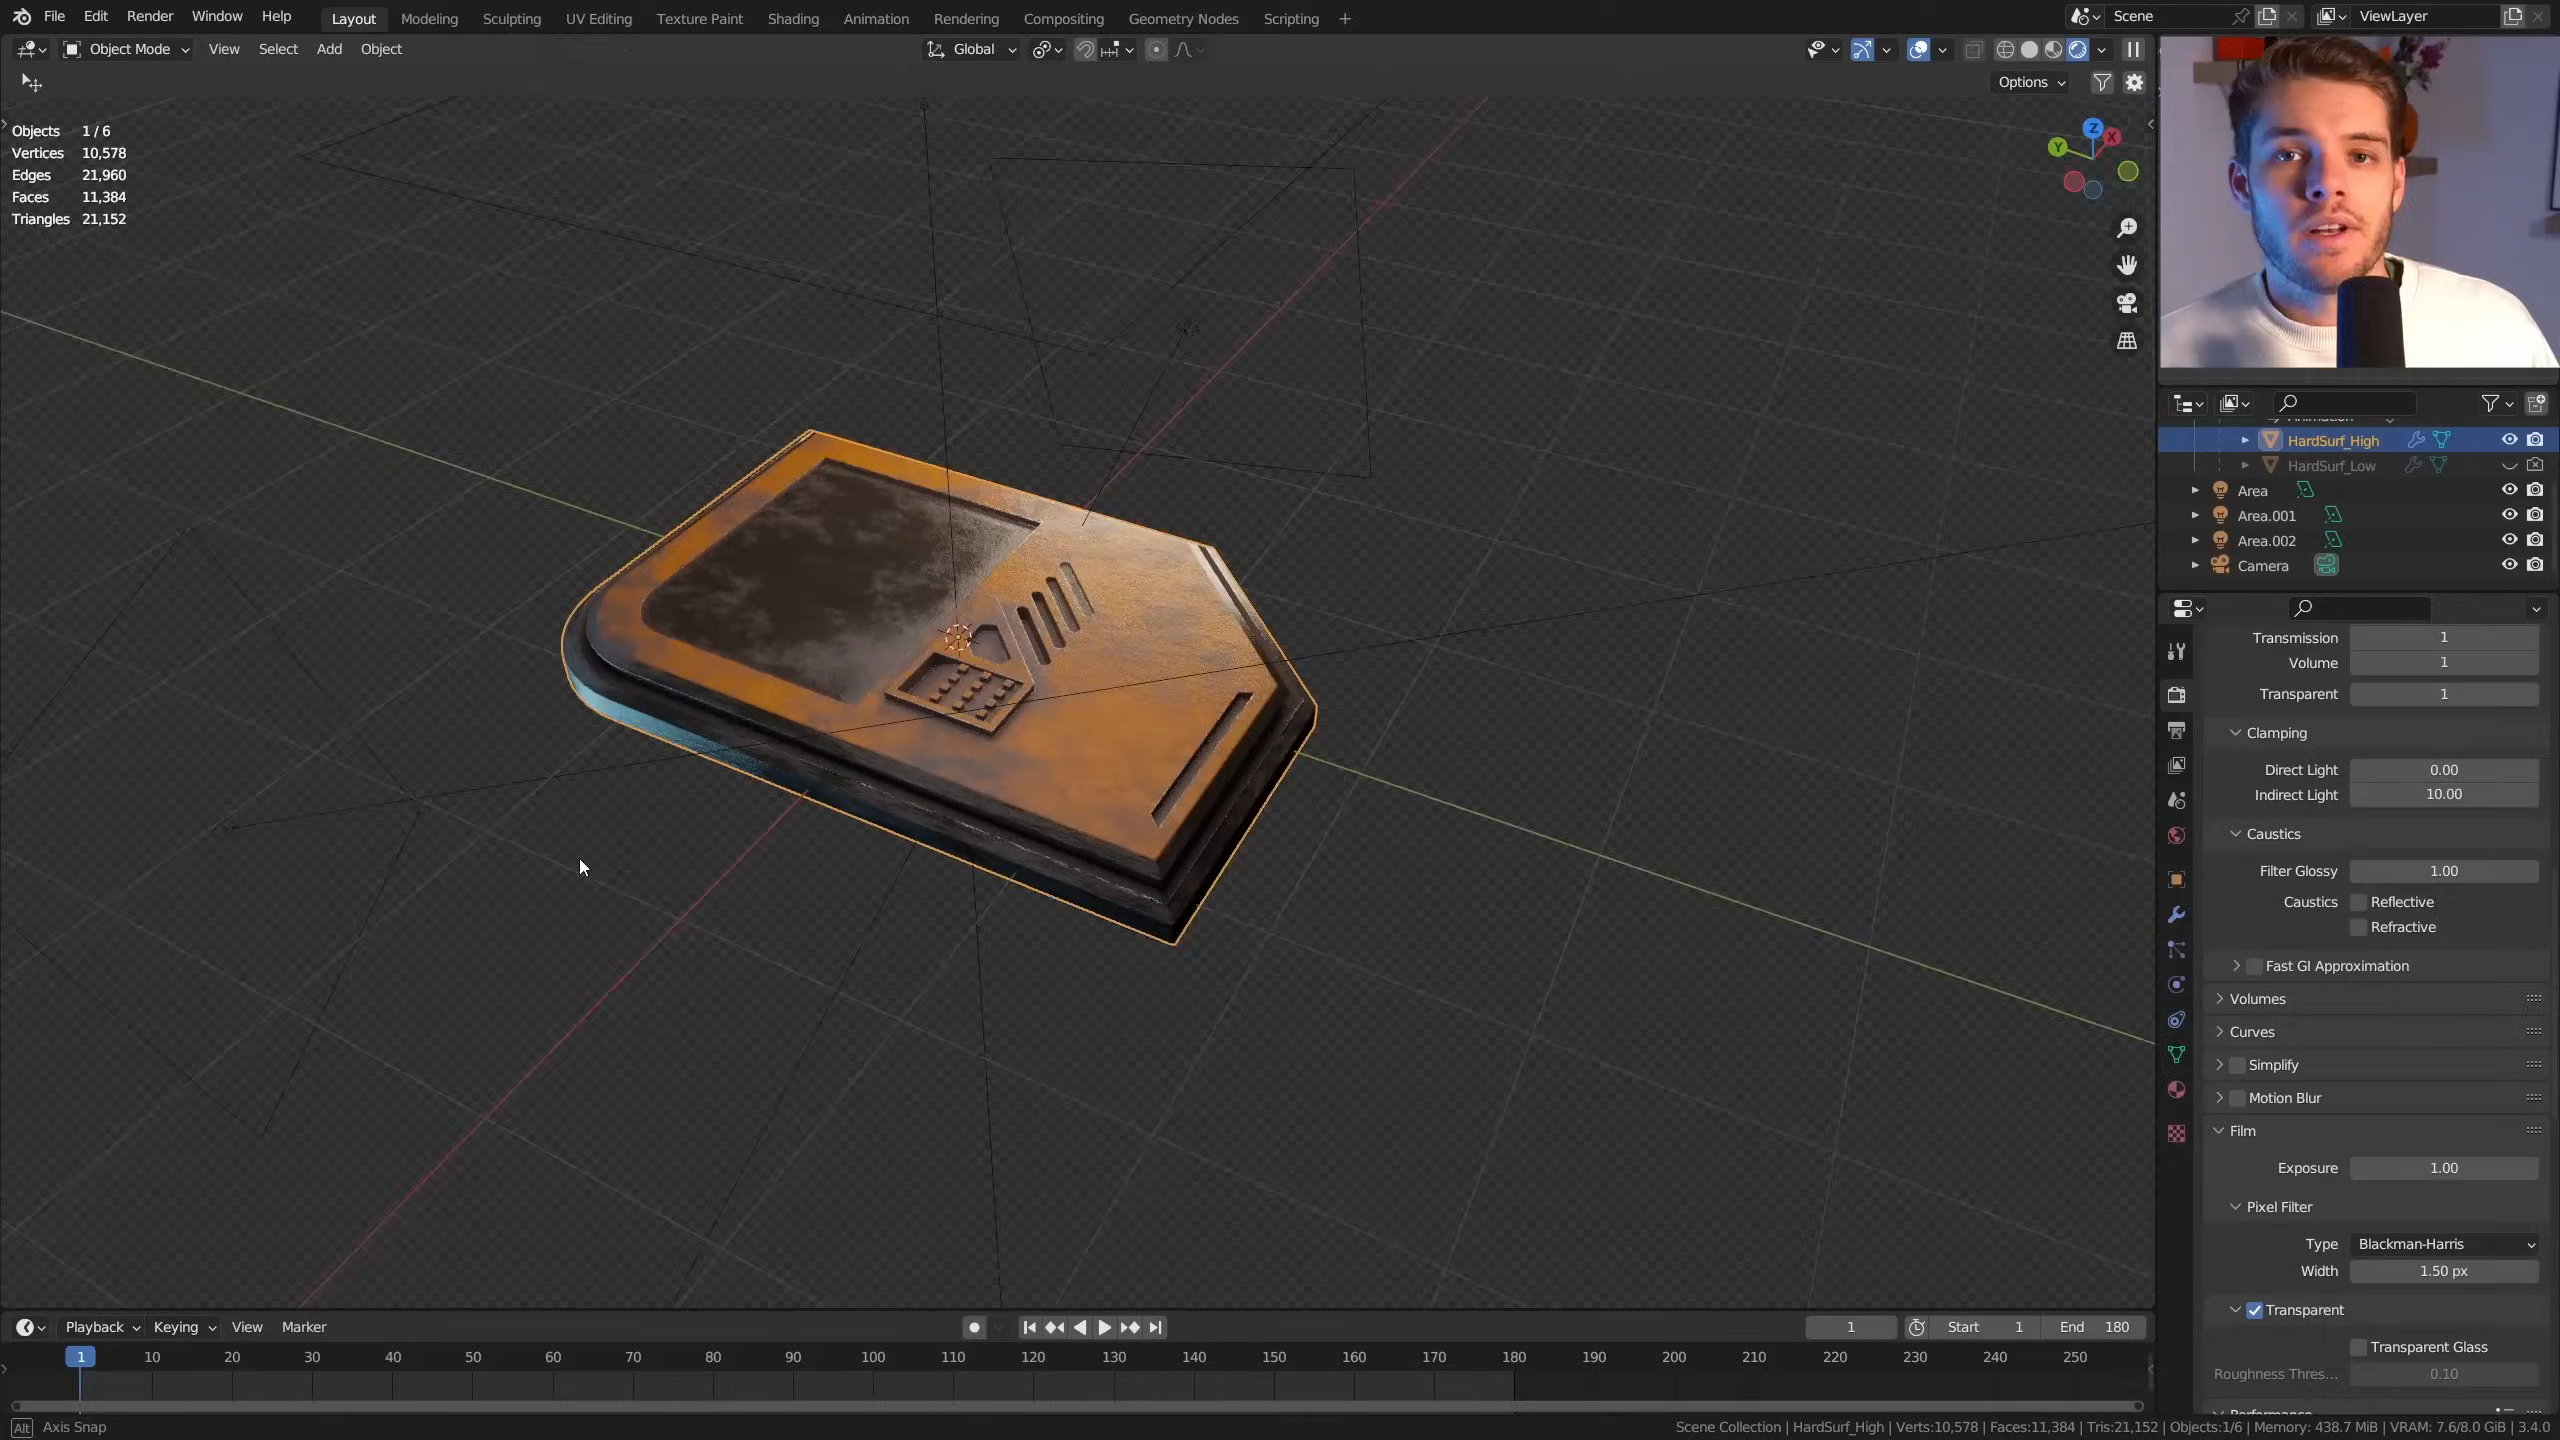 File Edit Render Window Help Layout Modeling Sculpting UV Editing Texture Paint Shading Animation Rendering Compositing Geometry Nodes Scripting + Scene ViewLayer
Object Mode View Select Add Object Global
Options
Objects 1 / 6
Vertices 10,578
Edges 21,960
Faces 11,384
Triangles 21,152
Z
X
Y
HardSurf_High
HardSurf_Low
Area
Area.001
Area.002
Camera
Transmission 1
Volume 1
Transparent 1
Clamping
Direct Light 0.00
Indirect Light 10.00
Caustics
Filter Glossy 1.00
Caustics Reflective
Refractive
Fast GI Approximation
Volumes
Curves
Simplify
Motion Blur
Film
Exposure 1.00
Pixel Filter
Type Blackman-Harris
Width 1.50 px
Transparent
Transparent Glass
Roughness Thres... 0.10
Playback Keying View Marker 1 Start 1 End 180
1 10 20 30 40 50 60 70 80 90 100 110 120 130 140 150 160 170 180 190 200 210 220 230 240 250
Alt Axis Snap
Scene Collection | HardSurf_High | Verts:10,578 | Faces:11,384 | Tris:21,152 | Objects:1/6 | Memory: 438.7 MiB | VRAM: 7.6/8.0 GiB | 3.4.0